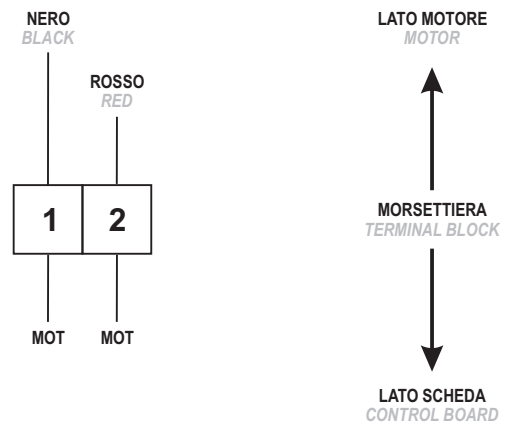 NERO
BLACK
ROSSO
RED
1 2
MOT MOT
LATO MOTORE
MOTOR
MORSETTIERA
TERMINAL BLOCK
LATO SCHEDA
CONTROL BOARD